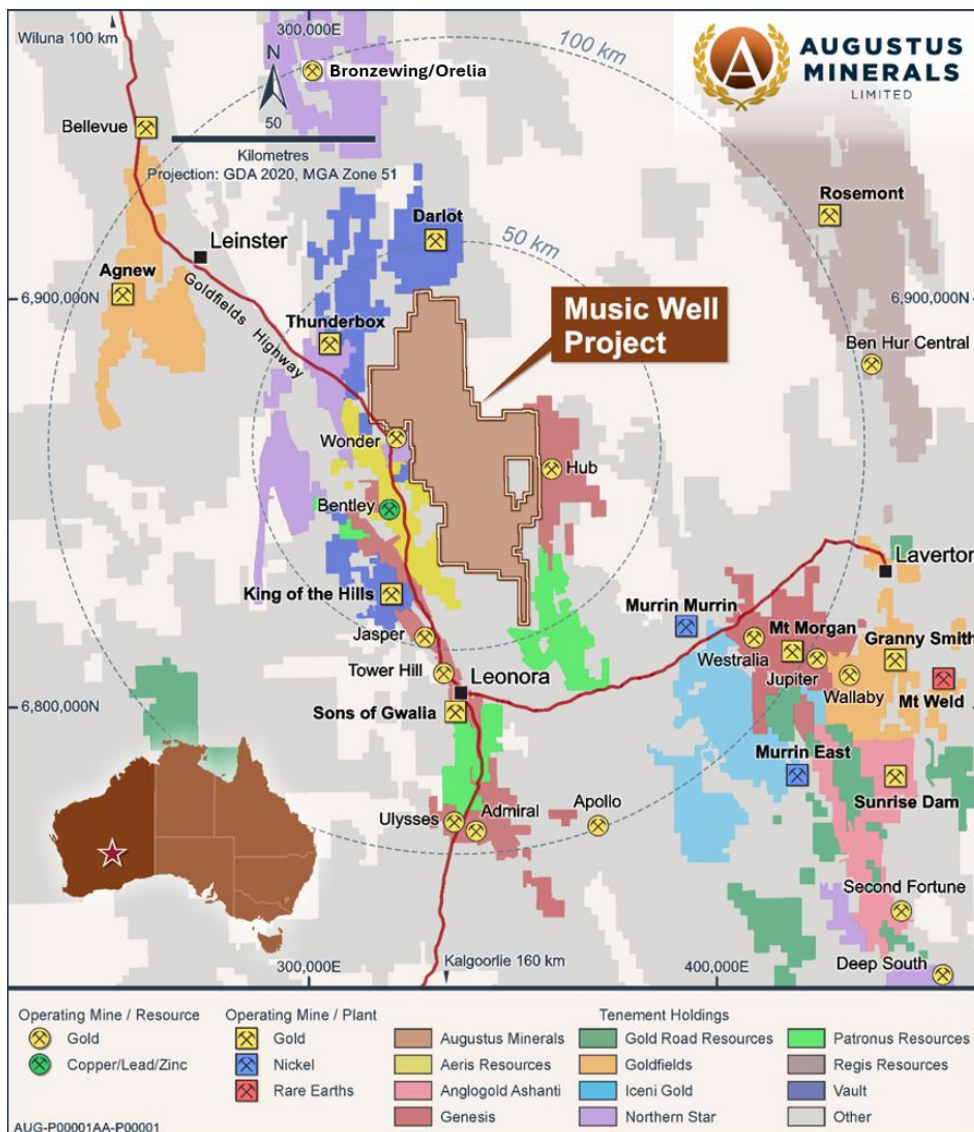 Wiluna 100 km
300,000E
N
Bronzewing/Orelia
100 km
AUGUSTUS
MINERALS
LIMITED
Bellevue
50
Kilometres
Projection: GDA 2020, MGA Zone 51
Rosemont
Darlot
Leinster
50 km
Agnew
6,900,000N
Goldfields Highway
Music Well
Project
6,900,000N
Thunderbox
Ben Hur Central
Wonder
Hub
Bentley
Laverton
King of the Hills
Murrin Murrin
Mt Morgan
Jasper
Granny Smith
Westralia
Tower Hill
Leonora
Jupiter
Wallaby
6,800,000N
Sons of Gwalia
Mt Weld
Murrin East
Sunrise Dam
Ulysses
Admiral
Apollo
Second Fortune
300,000E
Kalgoorlie 160 km
400,000E
Deep South
Operating Mine / Resource
Gold
Copper/Lead/Zinc
Operating Mine / Plant
Gold
Nickel
Rare Earths
Tenement Holdings
Augustus Minerals
Aeris Resources
Anglogold Ashanti
Genesis
Gold Road Resources
Goldfields
Iceni Gold
Northern Star
Patronus Resources
Regis Resources
Vault
Other
AUG-P00001AA-P00001